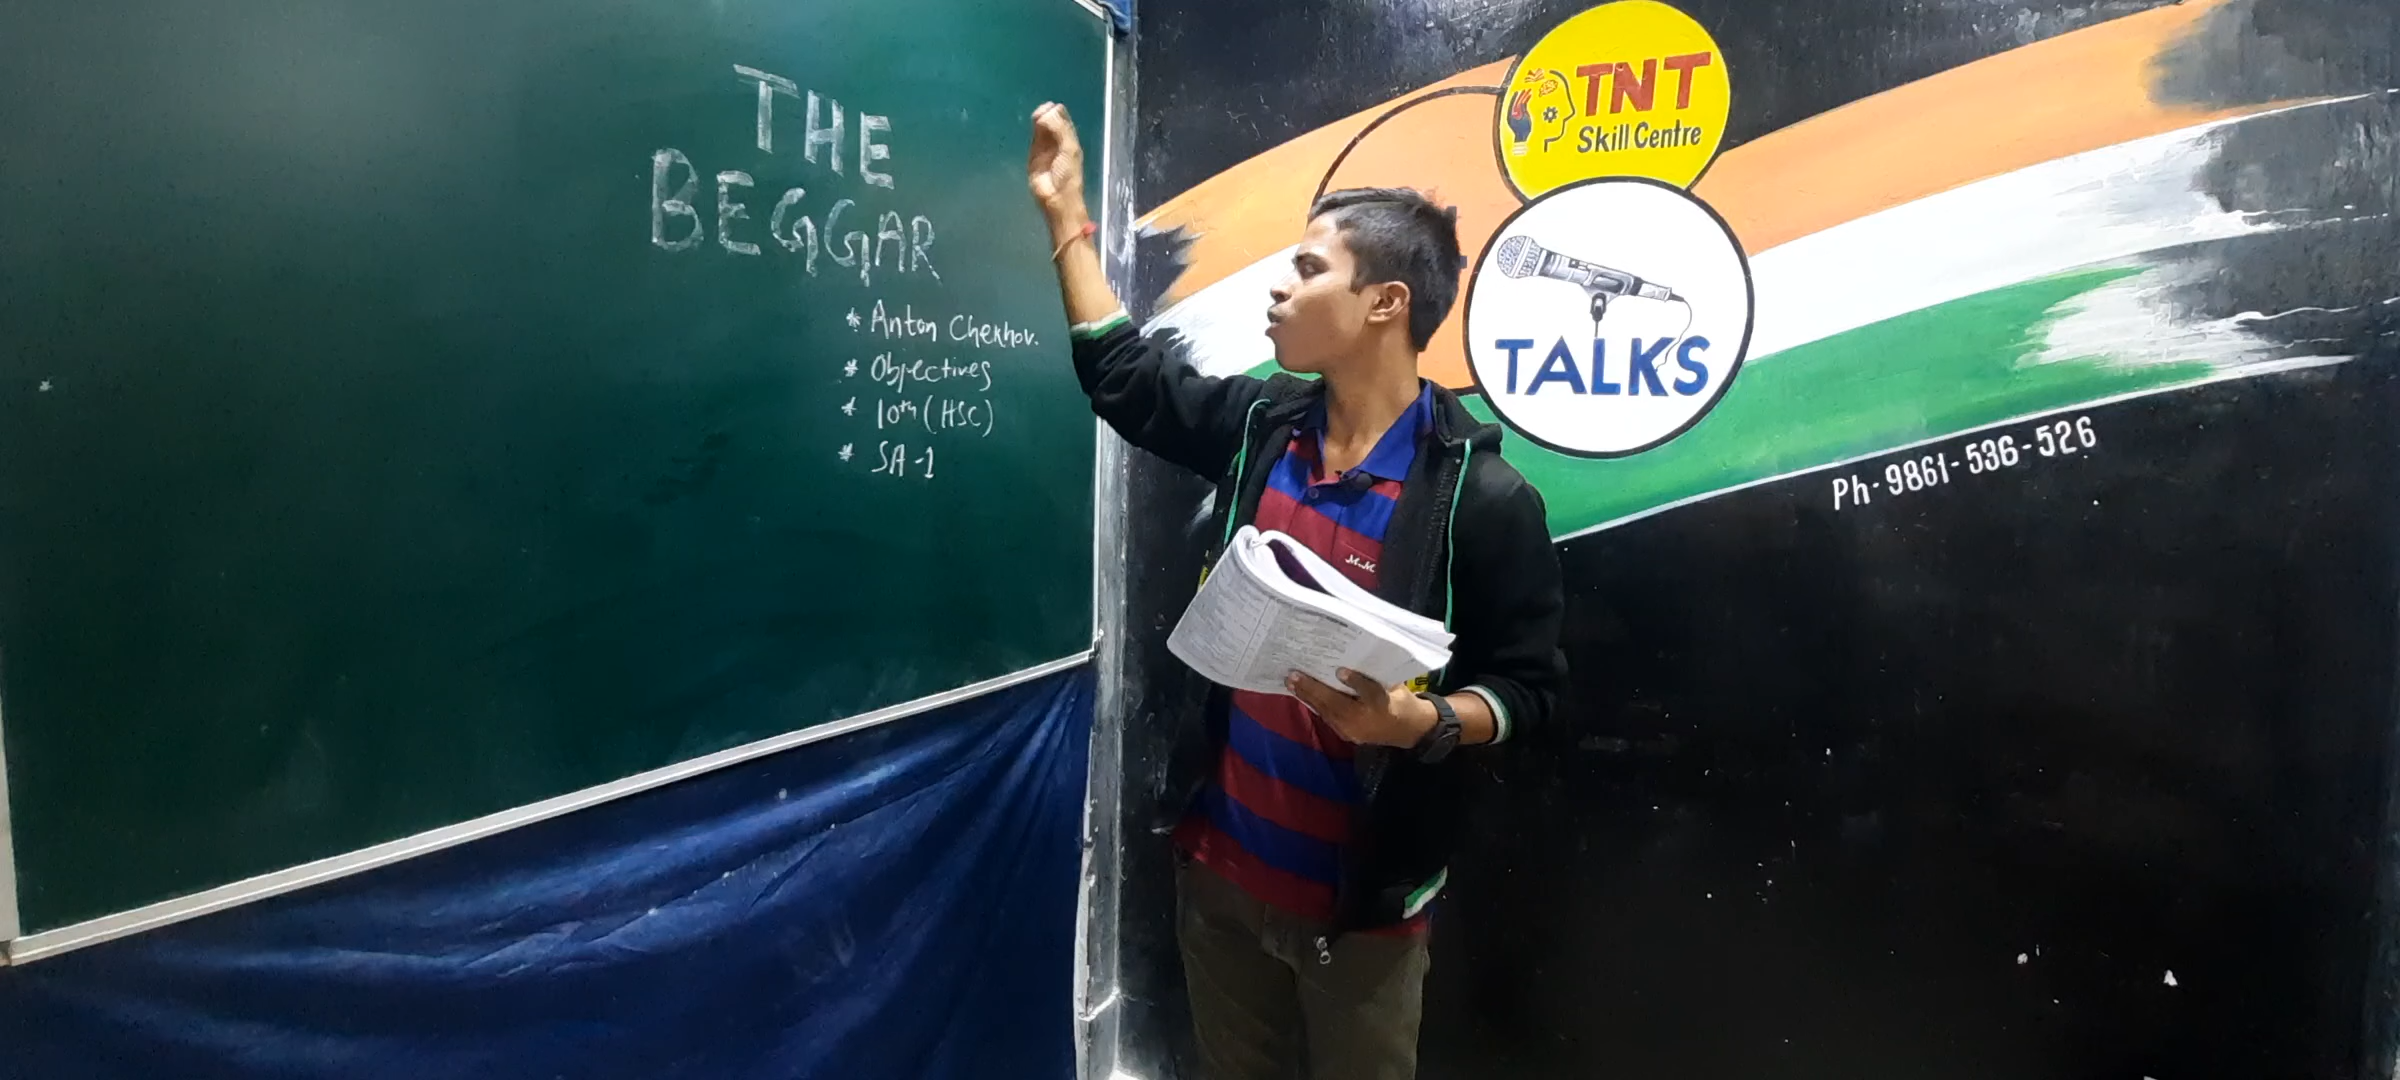 THE
BEGGAR
* Anton Chekhov.
* Objectives
* 10th (HSC)
* SA-1
TNT
Skill Centre
TALKS
Ph-9861-536-526
M.M